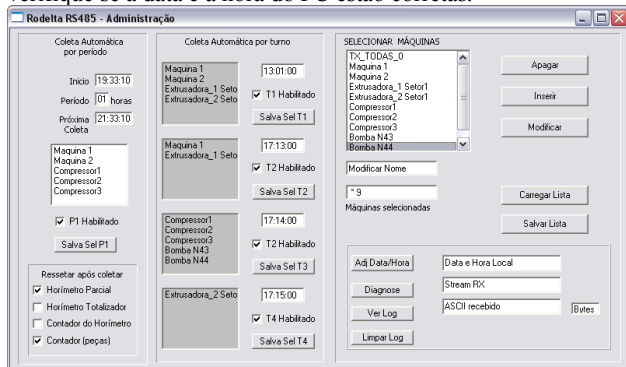 verifique se a data e a hora do PC estão corretas.
Rodelta RS485 - Administração
Coleta Automática
por período
Inicio 19:33:10
Período 01 horas
Próxima 21:33:10
Coleta
Maquina 1
Maquina 2
Compressor1
Compressor2
Compressor3
P1 Habilitado
Salva Sel P1
Ressetar após coletar
Horímetro Parcial
Horímetro Totalizador
Contador do Horímetro
Contador (peças)
Coleta Automática por turno
Maquina 1
Maquina 2
Extrusadora_1 Seto
Extrusadora_2 Seto
13:01:00
T1 Habilitado
Salva Sel T1
Maquina 1
Extrusadora_1 Seto
17:13:00
T2 Habilitado
Salva Sel T2
Compressor1
Compressor2
Compressor3
Bomba N43
Bomba N44
17:14:00
T2 Habilitado
Salva Sel T3
Extrusadora_2 Seto
17:15:00
T4 Habilitado
Salva Sel T4
SELECIONAR MÁQUINAS
TX_TODAS_0
Maquina 1
Maquina 2
Extrusadora_1 Setor1
Extrusadora_2 Setor1
Compressor1
Compressor2
Compressor3
Bomba N43
Bomba N44
Modificar Nome
" 9
Máquinas selecionadas
Apagar
Inserir
Modificar
Carregar Lista
Salvar Lista
Adj Data/Hora
Data e Hora Local
Diagnose
Stream RX
Ver Log
ASCII recebido
Bytes
Limpar Log